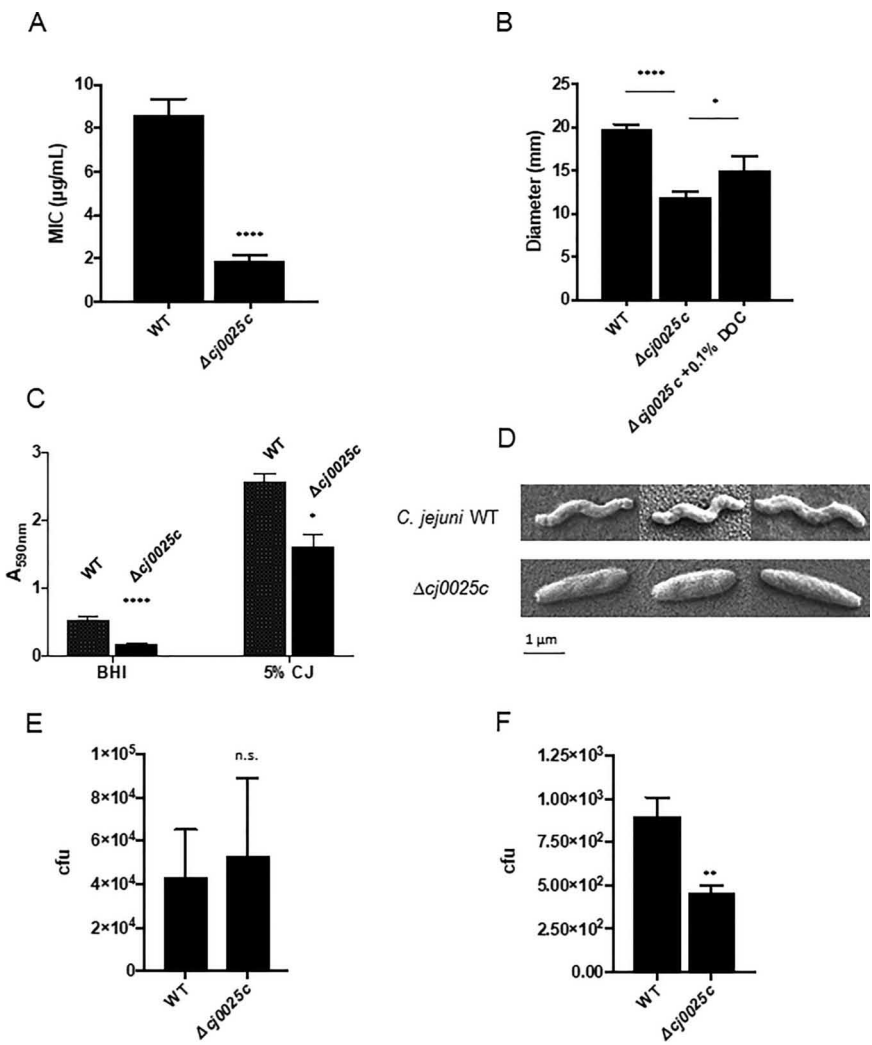 A
MIC (µg/mL)
10
8
6
4
2
0
WT
Δcj0025c
****
B
Diameter (mm)
25
20
15
10
5
0
****
*
WT
Δcj0025c
Δcj0025c +0.1% DOC
C
A590nm
3
2
1
0
WT
Δcj0025c
****
WT
Δcj0025c
*
BHI
5% CJ
D
C. jejuni WT
Δcj0025c
1 µm
E
cfu
1×10⁵
8×10⁴
6×10⁴
4×10⁴
2×10⁴
0
n.s.
WT
Δcj0025c
F
cfu
1.25×10³
1.00×10³
7.50×10²
5.00×10²
2.50×10²
0.00
**
WT
Δcj0025c